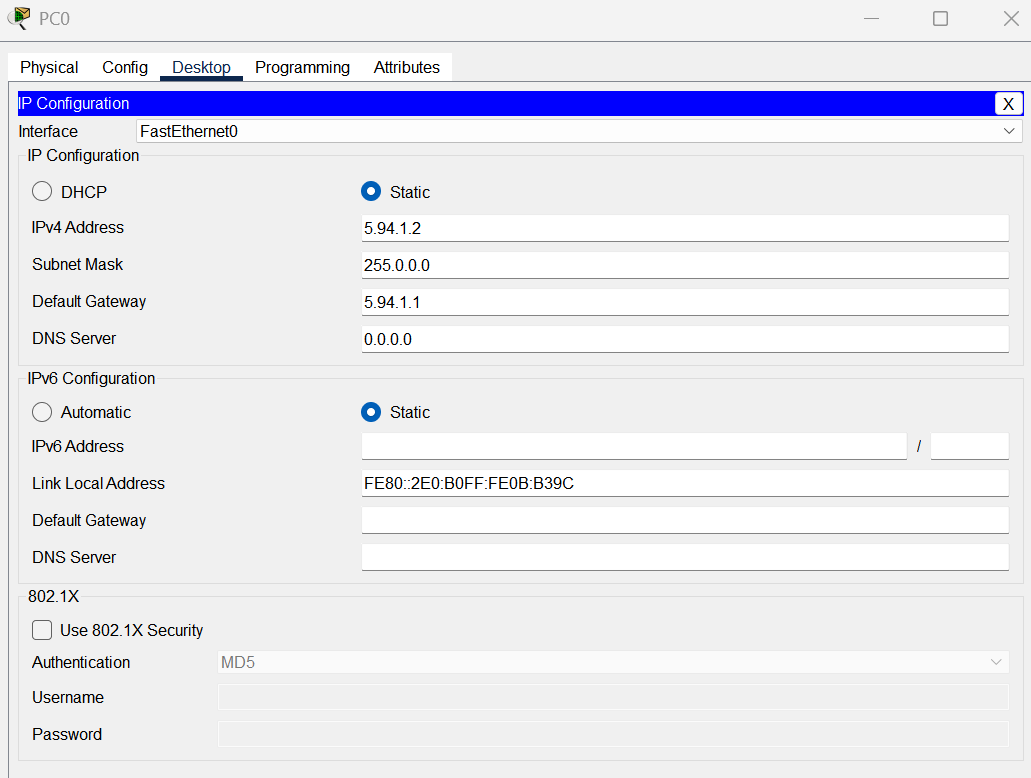 PC0
Physical Config Desktop Programming Attributes
IP Configuration X
Interface FastEthernet0
IP Configuration
DHCP Static
IPv4 Address 5.94.1.2
Subnet Mask 255.0.0.0
Default Gateway 5.94.1.1
DNS Server 0.0.0.0
IPv6 Configuration
Automatic Static
IPv6 Address /
Link Local Address FE80::2E0:B0FF:FE0B:B39C
Default Gateway
DNS Server
802.1X
Use 802.1X Security
Authentication MD5
Username
Password